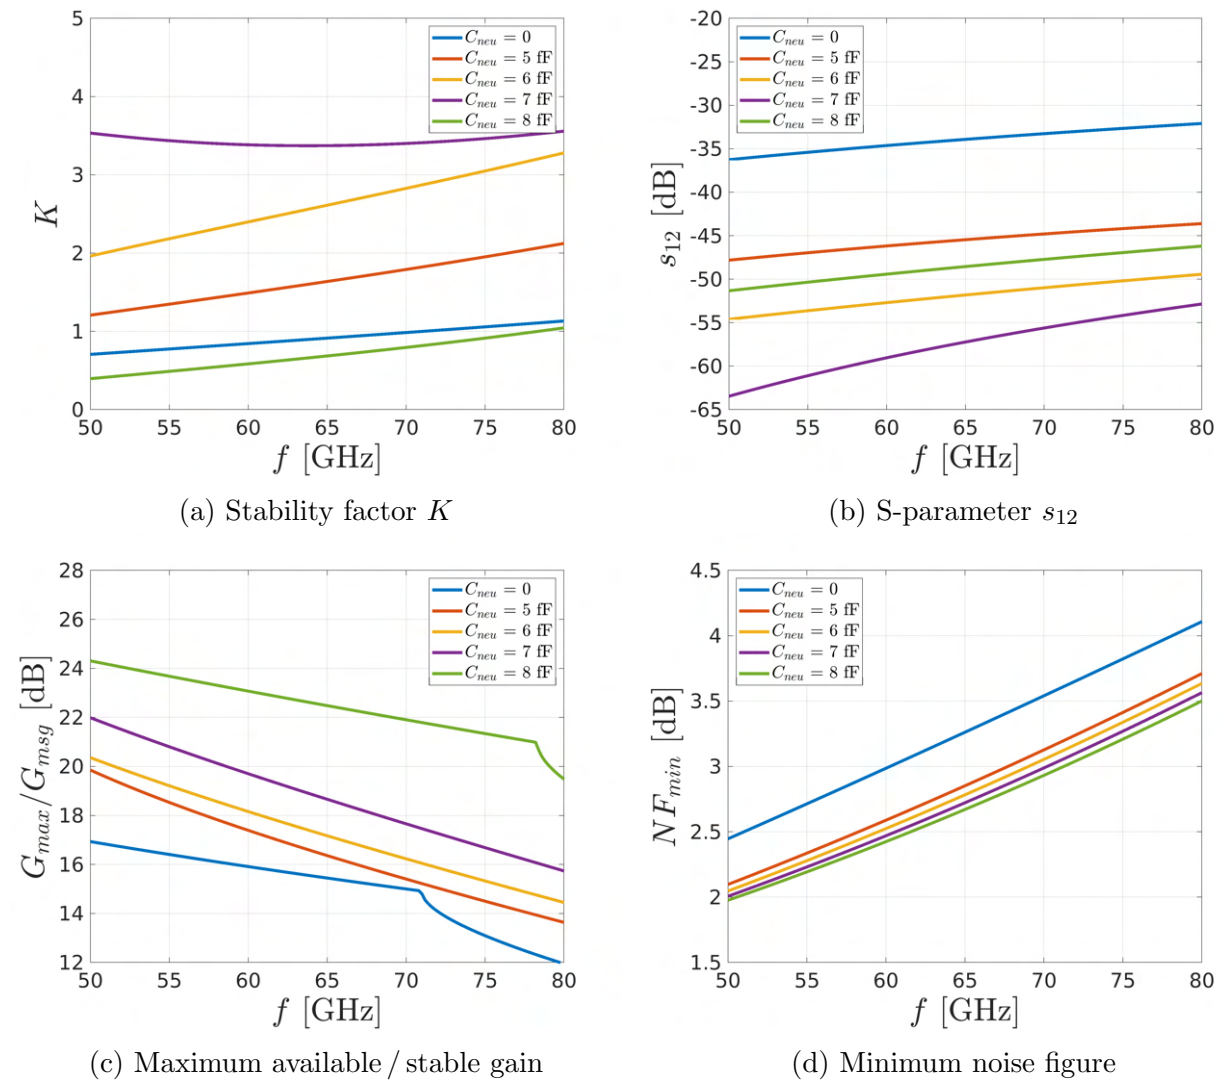 5
4
3
2
1
0
50 55 60 65 70 75 80
K
f [GHz]
C_neu = 0
C_neu = 5 fF
C_neu = 6 fF
C_neu = 7 fF
C_neu = 8 fF
(a) Stability factor K
-20
-25
-30
-35
-40
-45
-50
-55
-60
-65
50 55 60 65 70 75 80
s_12 [dB]
f [GHz]
C_neu = 0
C_neu = 5 fF
C_neu = 6 fF
C_neu = 7 fF
C_neu = 8 fF
(b) S-parameter s_12
28
26
24
22
20
18
16
14
12
50 55 60 65 70 75 80
G_max/G_msg [dB]
f [GHz]
C_neu = 0
C_neu = 5 fF
C_neu = 6 fF
C_neu = 7 fF
C_neu = 8 fF
(c) Maximum available / stable gain
4.5
4
3.5
3
2.5
2
1.5
50 55 60 65 70 75 80
NF_min [dB]
f [GHz]
C_neu = 0
C_neu = 5 fF
C_neu = 6 fF
C_neu = 7 fF
C_neu = 8 fF
(d) Minimum noise figure